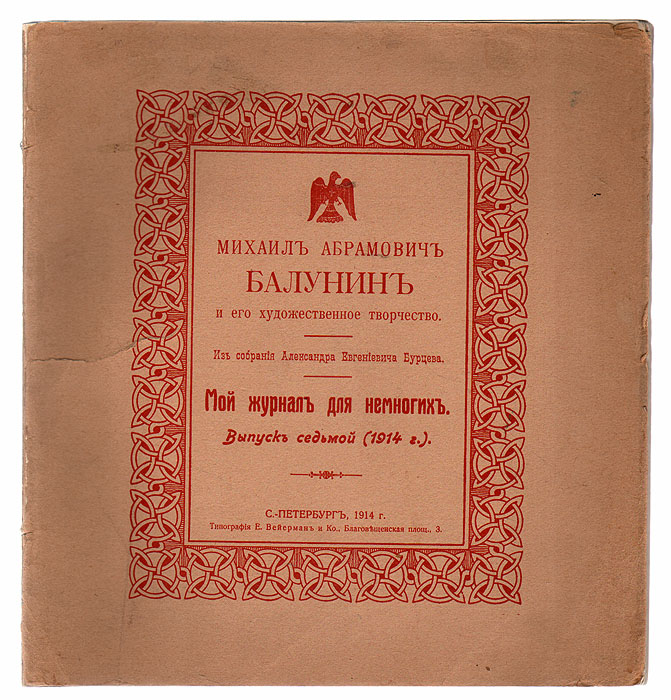 МИХАИЛЪ АБРАМОВИЧЪ
БАЛУНИНЪ
и его художественное творчество.
Изъ собранія Александра Евгеніевича Бурцева.
Мой журналъ для немногихъ.
Выпускъ седьмой (1914 г.).
С.-ПЕТЕРБУРГЪ, 1914 г.
Типографія Е. Вейерманъ и Ко., Благовѣщенская площ., 3.